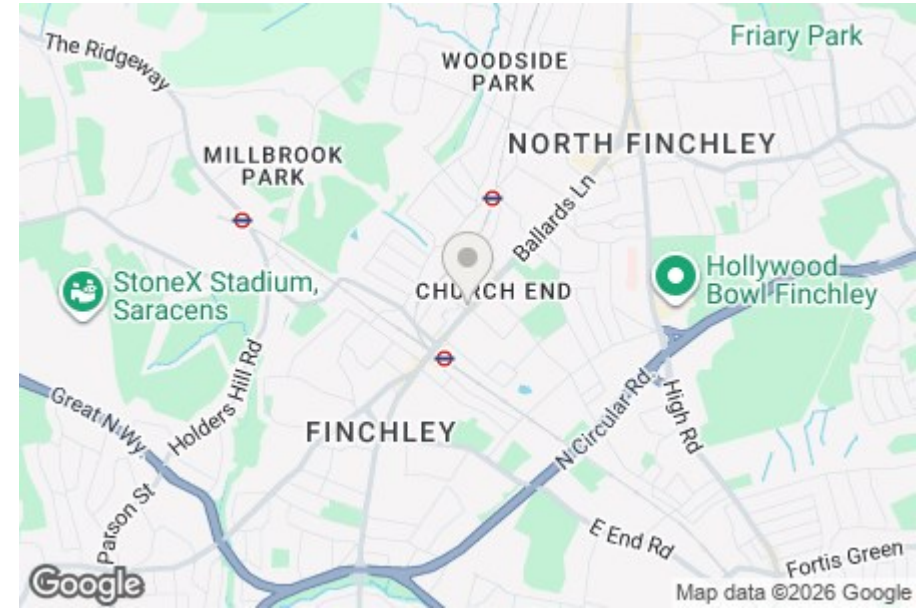 The Ridgeway
WOODSIDE
PARK
Friary Park
NORTH FINCHLEY
MILLBROOK
PARK
Ballards Ln
StoneX Stadium,
Saracens
CHURCH END
Hollywood
Bowl Finchley
Holders Hill Rd
Great N Wy.
FINCHLEY
N Circular Rd.
High Rd
Parson St
E End Rd
Fortis Green
Google
Map data ©2026 Google